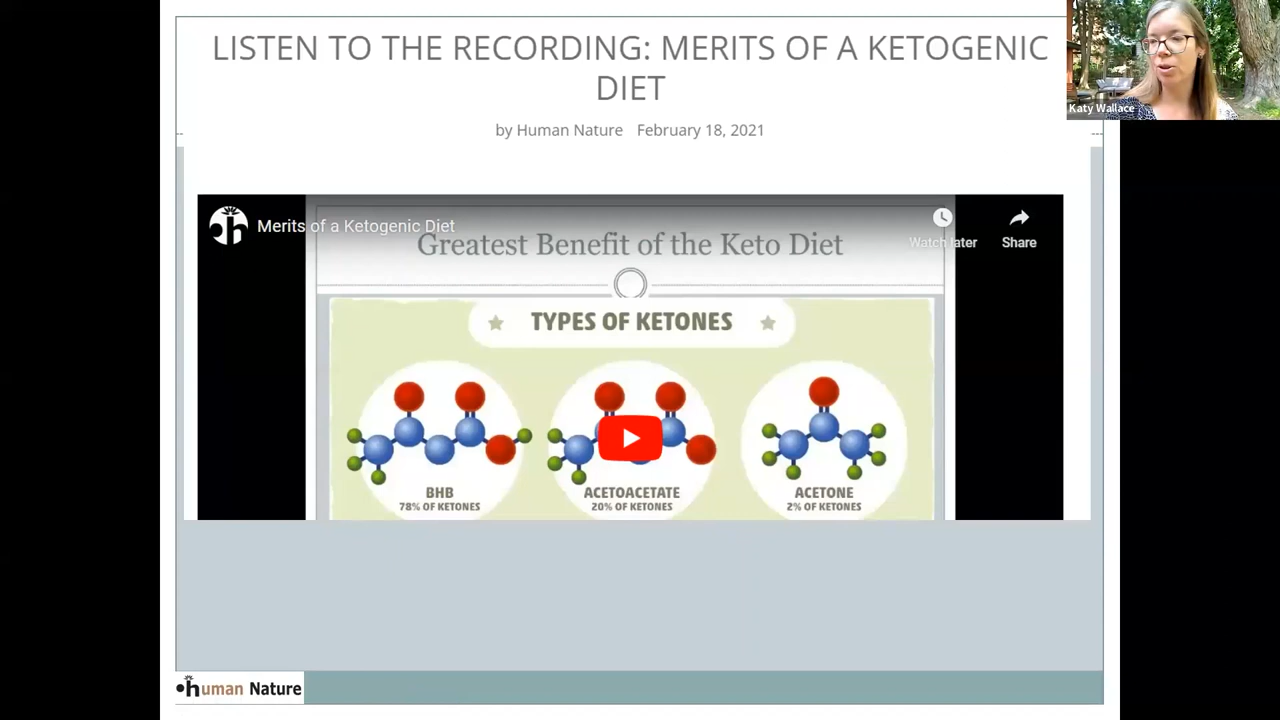 LISTEN TO THE RECORDING: MERITS OF A KETOGENIC
DIET
by Human Nature February 18, 2021
Katy Wallace
Merits of a Ketogenic Diet
Watch later
Share
Greatest Benefit of the Keto Diet
TYPES OF KETONES
BHB
78% OF KETONES
ACETOACETATE
20% OF KETONES
ACETONE
2% OF KETONES
human Nature